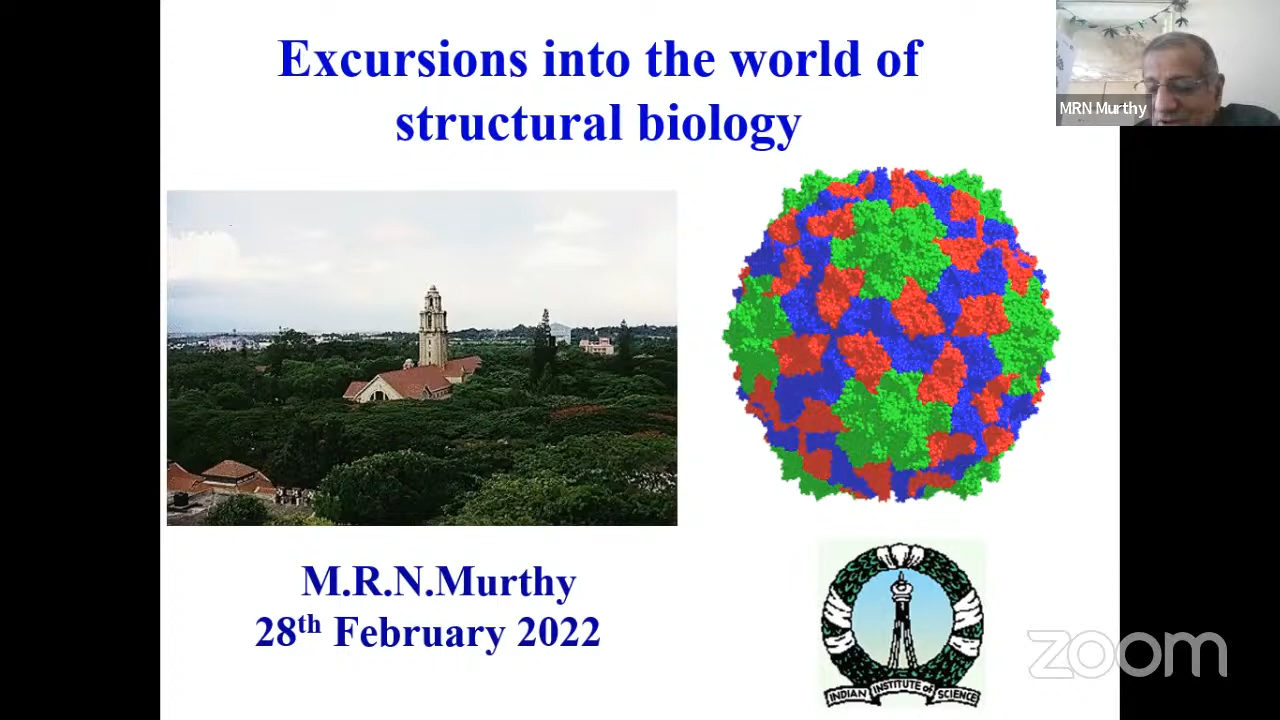 Excursions into the world of
structural biology
MRN Murthy
M.R.N.Murthy
28th February 2022
INDIAN INSTITUTE of SCIENCE
zoom